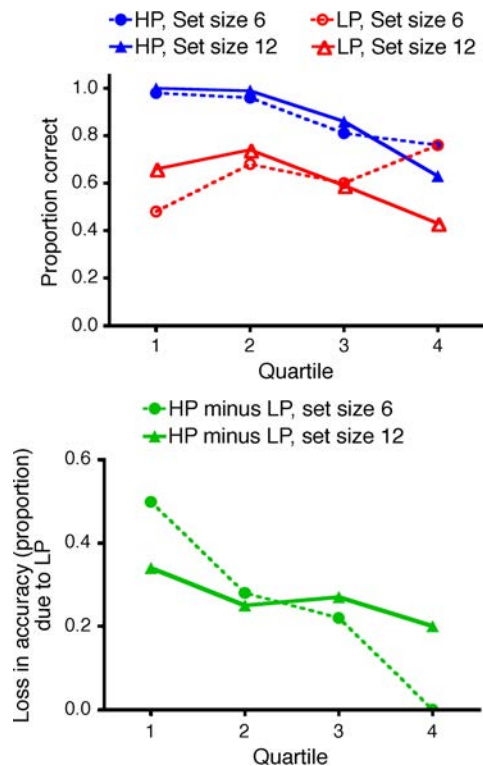 HP, Set size 6 LP, Set size 6
HP, Set size 12 LP, Set size 12
Proportion correct
1.0
0.8
0.6
0.4
0.2
0.0
1 2 3 4
Quartile
HP minus LP, set size 6
HP minus LP, set size 12
Loss in accuracy (proportion)
due to LP
0.6
0.4
0.2
0.0
1 2 3 4
Quartile